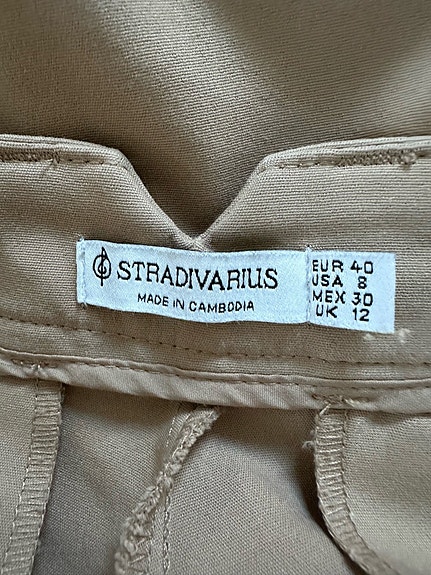 STRADIVARIUS
MADE IN CAMBODIA
EUR 40
USA 8
MEX 30
UK 12